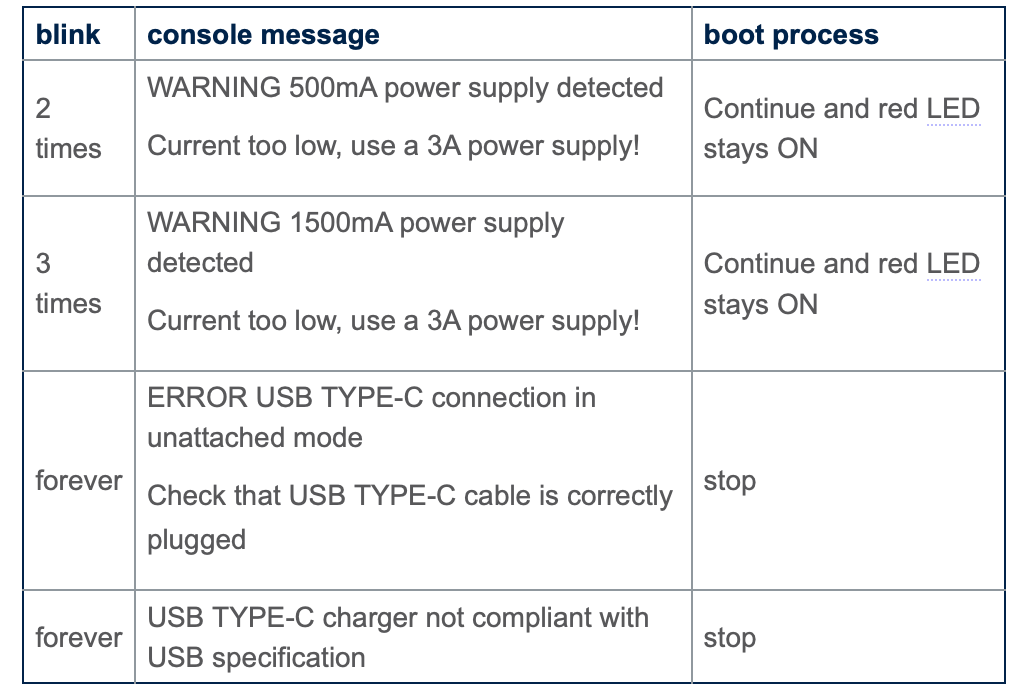 blink console message boot process
2 times
WARNING 500mA power supply detected
Current too low, use a 3A power supply!
Continue and red LED
stays ON
3 times
WARNING 1500mA power supply
detected
Current too low, use a 3A power supply!
Continue and red LED
stays ON
forever
ERROR USB TYPE-C connection in
unattached mode
Check that USB TYPE-C cable is correctly
plugged
stop
forever
USB TYPE-C charger not compliant with
USB specification
stop